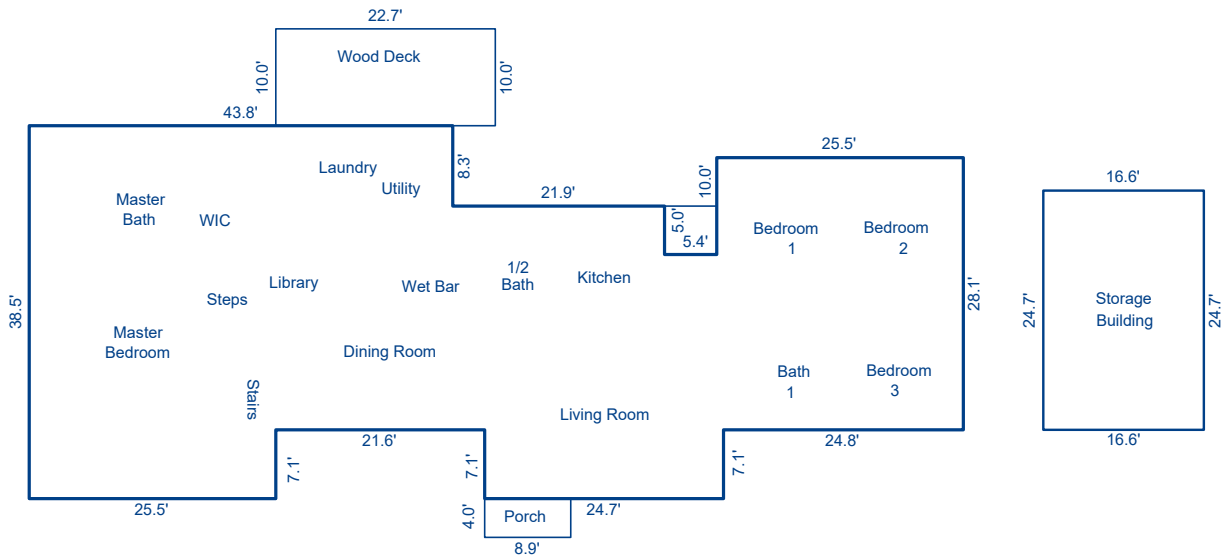 22.7'
Wood Deck
10.0'
10.0'
43.8'
25.5'
8.3'
10.0'
Laundry
Utility
16.6'
21.9'
Master
Bath
WIC
5.0'
5.4'
Bedroom
1
Bedroom
2
1/2
Bath
Kitchen
Library
Wet Bar
Steps
38.5'
28.1'
24.7'
Storage
Building
24.7'
Master
Bedroom
Dining Room
Stairs
Bath
1
Bedroom
3
Living Room
21.6'
24.8'
16.6'
7.1'
7.1'
7.1'
25.5'
4.0'
Porch
24.7'
8.9'